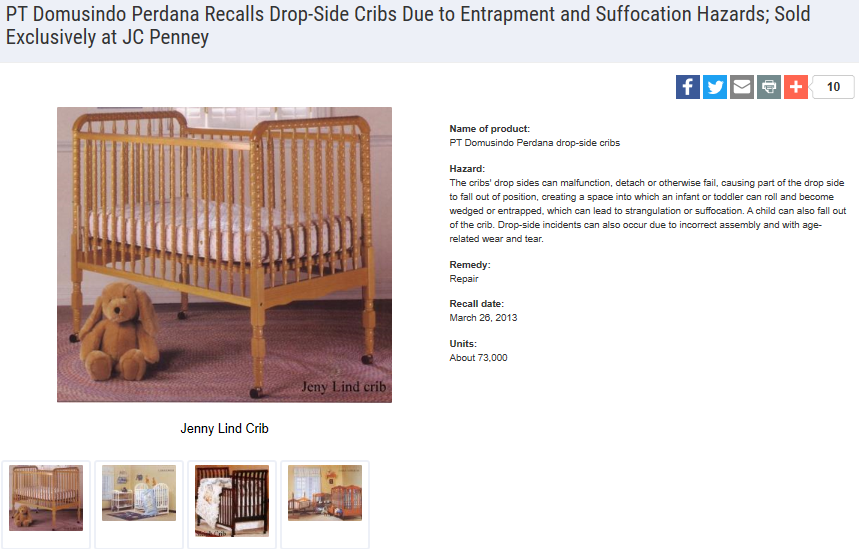 PT Domusindo Perdana Recalls Drop-Side Cribs Due to Entrapment and Suffocation Hazards; Sold
Exclusively at JC Penney
10
Name of product:
PT Domusindo Perdana drop-side cribs
Hazard:
The cribs' drop sides can malfunction, detach or otherwise fail, causing part of the drop side
to fall out of position, creating a space into which an infant or toddler can roll and become
wedged or entrapped, which can lead to strangulation or suffocation. A child can also fall out
of the crib. Drop-side incidents can also occur due to incorrect assembly and with age-
related wear and tear.
Remedy:
Repair
Recall date:
March 26, 2013
Units:
About 73,000
Jeny Lind crib
Jenny Lind Crib